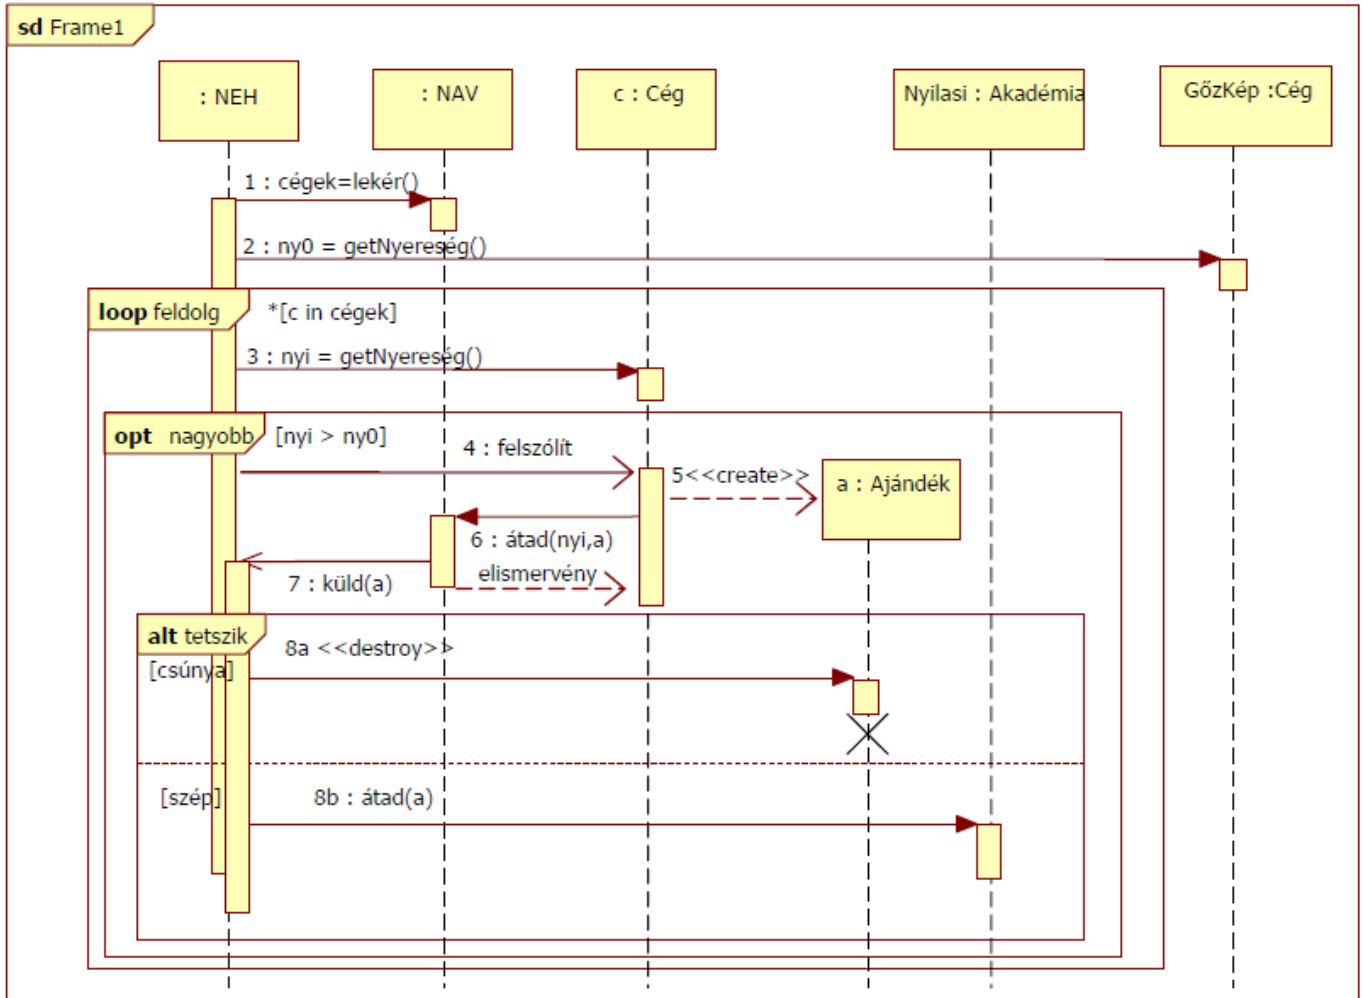 sd Frame1
: NEH
: NAV
c : Cég
Nyilasi : Akadémia
GőzKép :Cég
1 : cégek=lekér()
2 : ny0 = getNyereség()
loop feldolg
*[c in cégek]
3 : nyi = getNyereség()
opt nagyobb
[nyi > ny0]
4 : felszólít
5<<create>>
a : Ajándék
6 : átad(nyi,a)
7 : küld(a)
elismervény
alt tetszik
8a <<destroy>>
[csúnya]
[szép]
8b : átad(a)